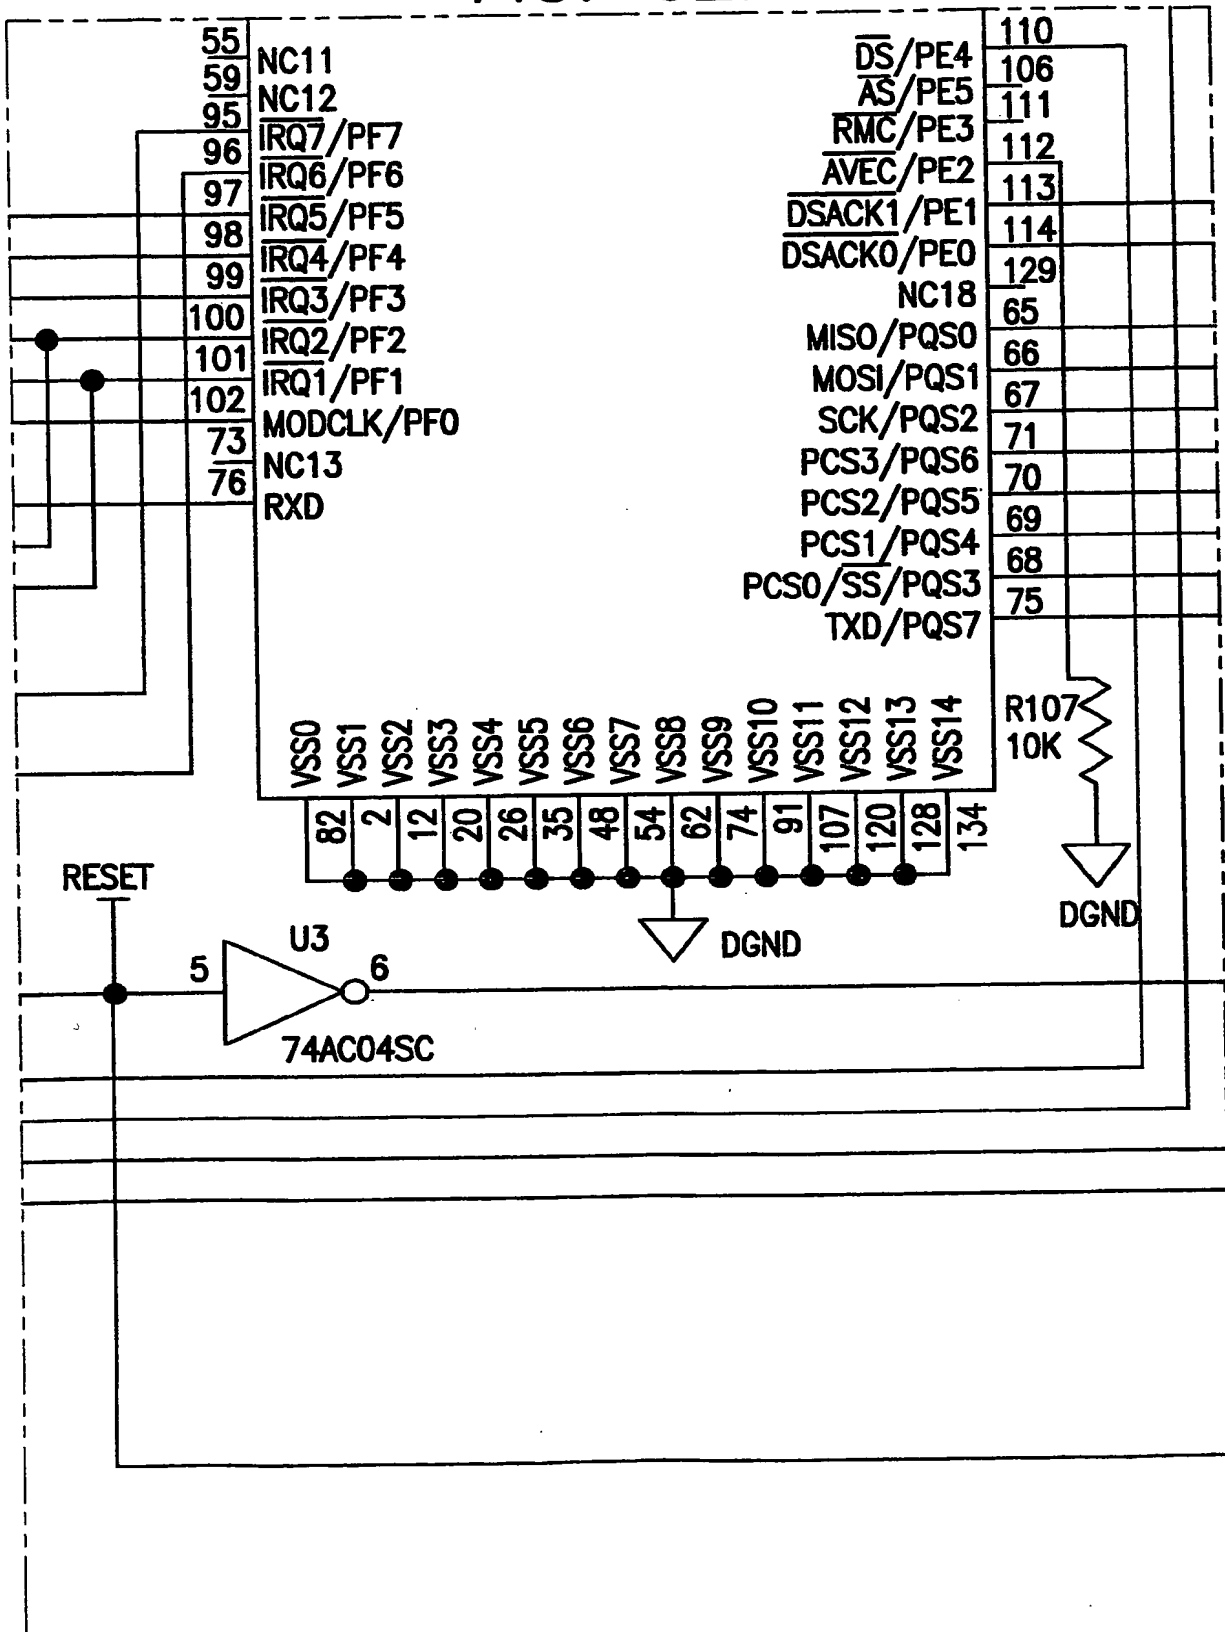 55
NC11
59
NC12
95
IRQ7/PF7
96
IRQ6/PF6
97
IRQ5/PF5
98
IRQ4/PF4
99
IRQ3/PF3
100
IRQ2/PF2
101
IRQ1/PF1
102
MODCLK/PF0
73
NC13
76
RXD
110
DS/PE4
106
AS/PE5
111
RMC/PE3
112
AVEC/PE2
113
DSACK1/PE1
114
DSACK0/PE0
129
NC18
65
MISO/PQS0
66
MOSI/PQS1
67
SCK/PQS2
71
PCS3/PQS6
70
PCS2/PQS5
69
PCS1/PQS4
68
PCS0/SS/PQS3
75
TXD/PQS7
VSS0
VSS1
VSS2
VSS3
VSS4
VSS5
VSS6
VSS7
VSS8
VSS9
VSS10
VSS11
VSS12
VSS13
VSS14
82
2
12
20
26
35
48
54
62
74
91
107
120
128
134
R107
10K
DGND
DGND
RESET
U3
5
6
74AC04SC